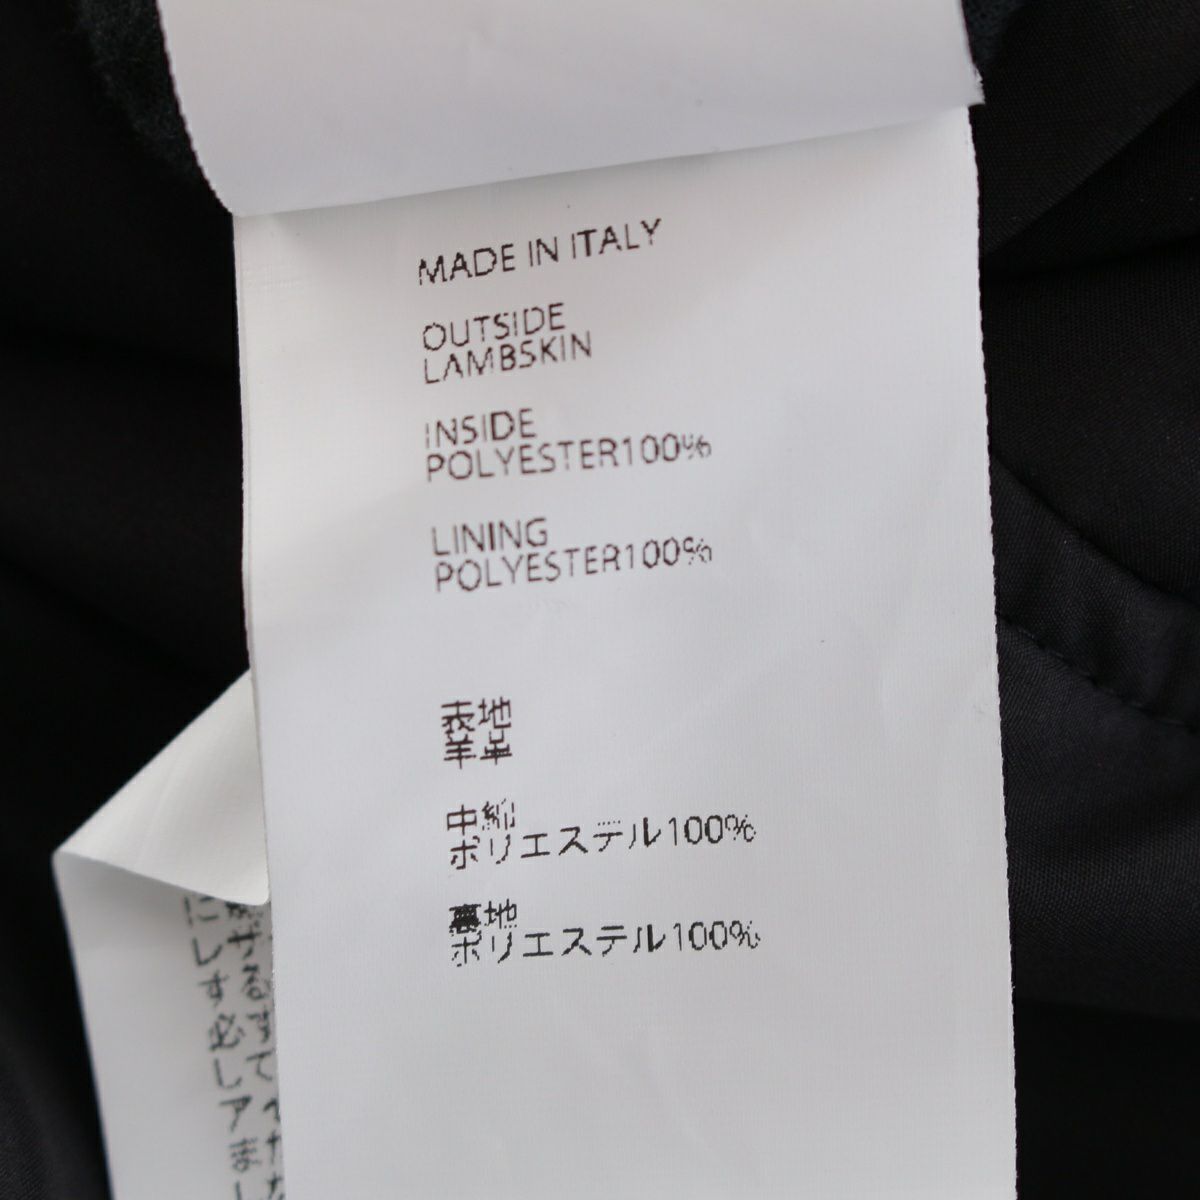 MADE IN ITALY
OUTSIDE
LAMBSKIN
INSIDE
POLYESTER100%
LINING
POLYESTER100%
表地
羊革
中綿
ポリエステル100%
裏地
ポリエステル100%